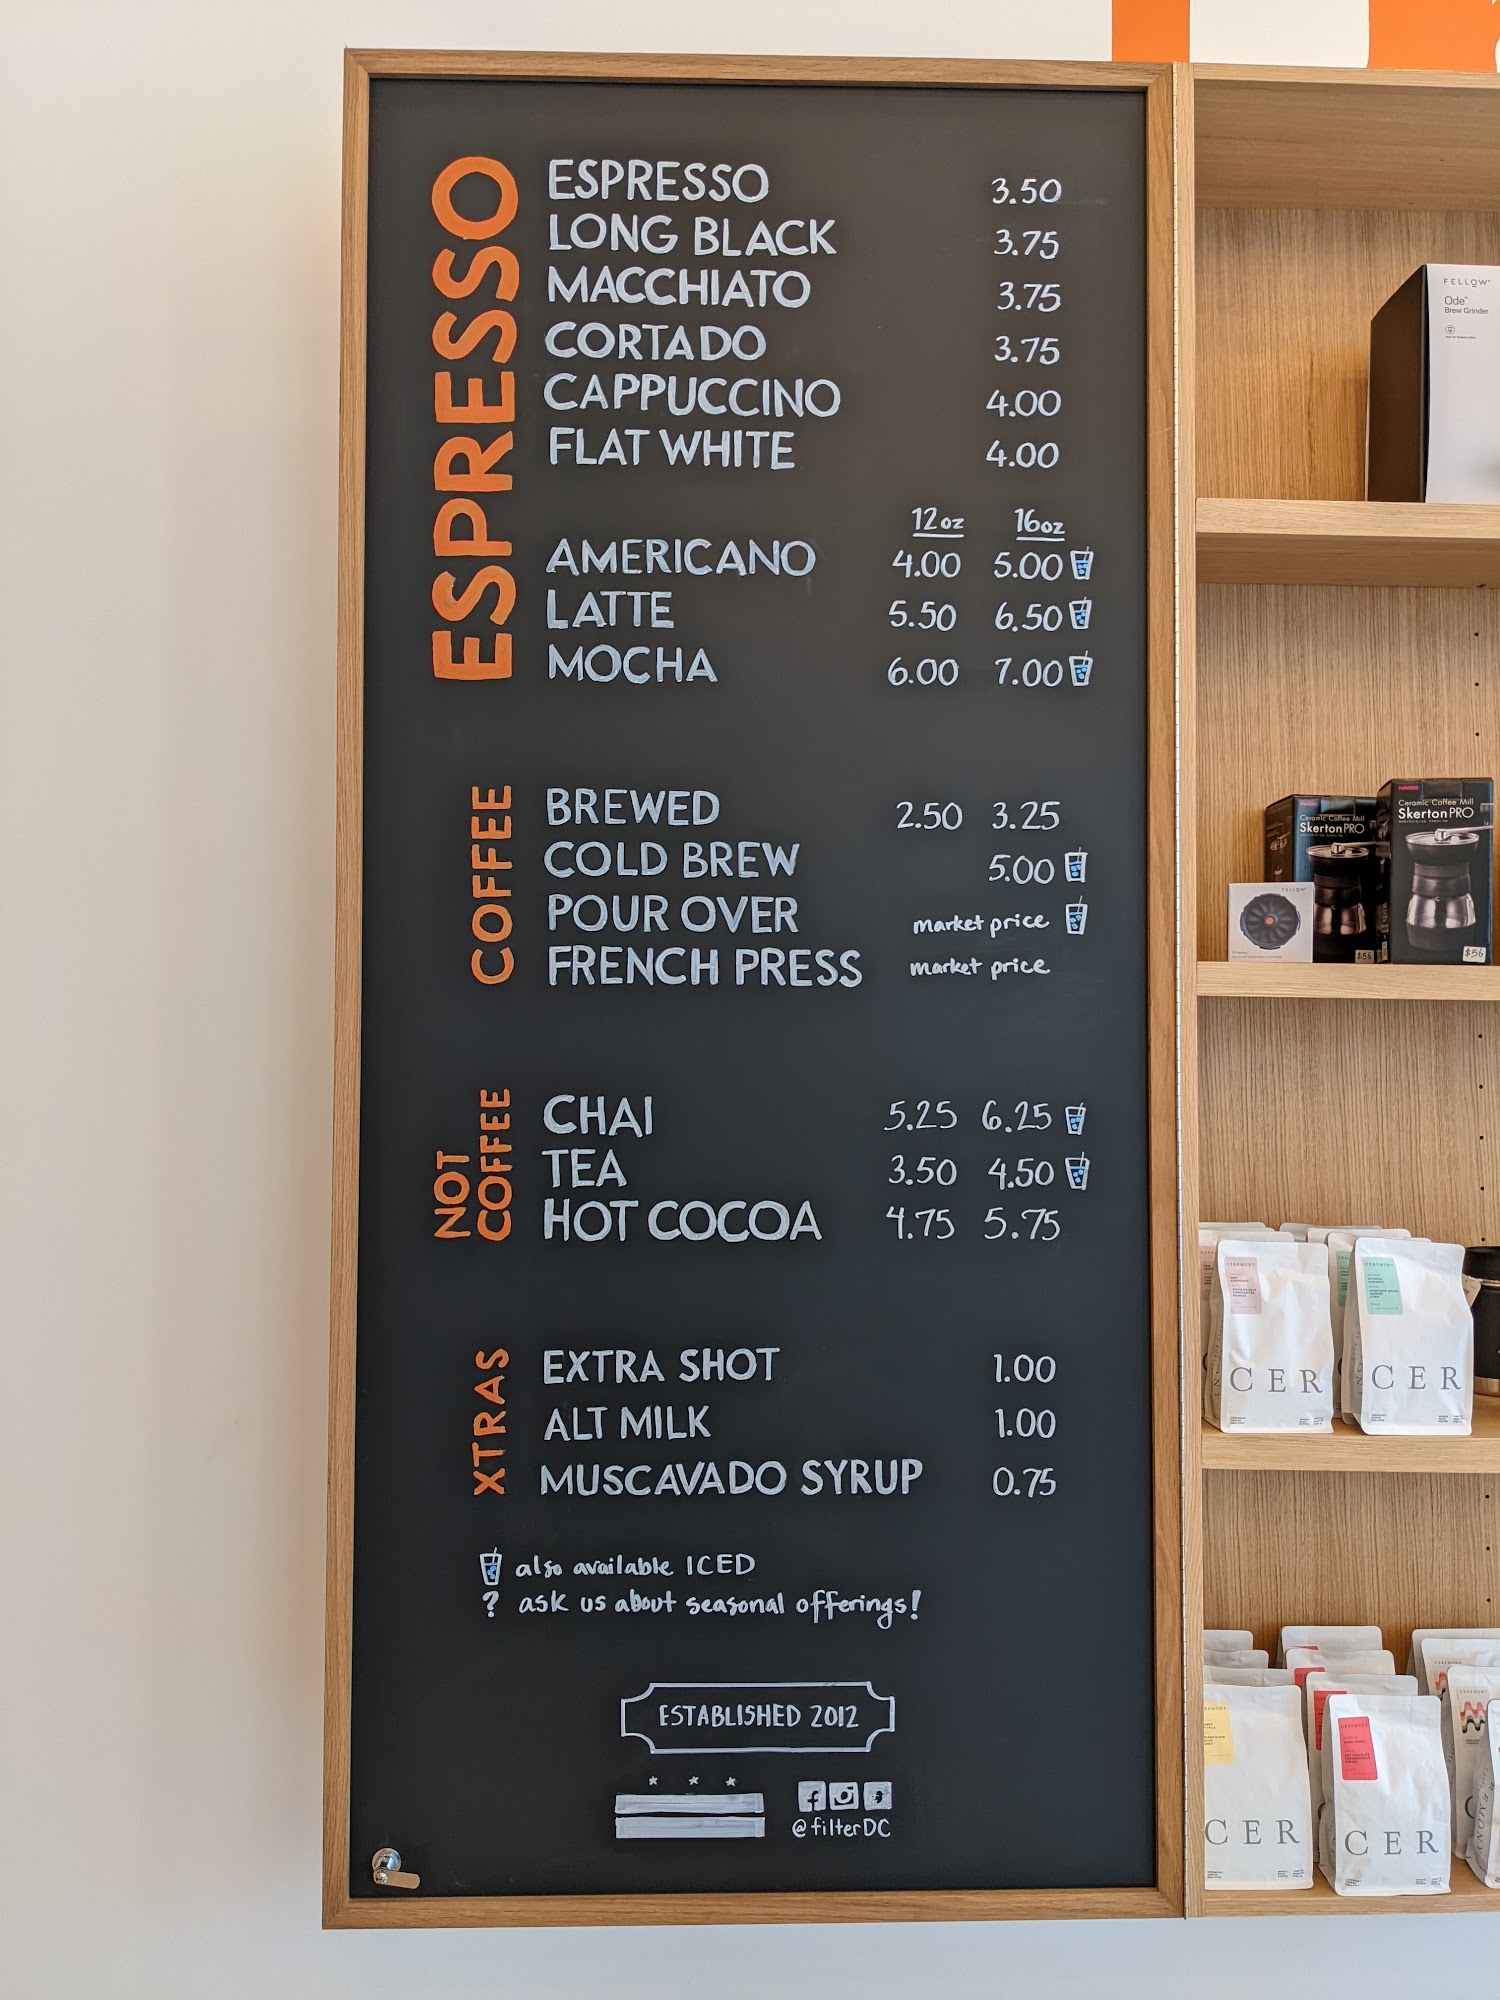 ESPRESSO
ESPRESSO 3.50
LONG BLACK 3.75
MACCHIATO 3.75
CORTADO 3.75
CAPPUCCINO 4.00
FLAT WHITE 4.00
12oz 16oz
AMERICANO 4.00 5.00
LATTE 5.50 6.50
MOCHA 6.00 7.00
COFFEE
BREWED 2.50 3.25
COLD BREW 5.00
POUR OVER market price
FRENCH PRESS market price
NOT
COFFEE
CHAI 5.25 6.25
TEA 3.50 4.50
HOT COCOA 4.75 5.75
XTRAS
EXTRA SHOT 1.00
ALT MILK 1.00
MUSCAVADO SYRUP 0.75
also available ICED
? ask us about seasonal offerings!
ESTABLISHED 2012
@filterDC
FELLOW
Ode
Brew Grinder
HARIO
Ceramic Coffee Mill
Skerton PRO
$56
Ceramic Coffee Mill
Skerton PRO
$56
FELLOW
CEREMONY
CER
CEREMONY
CER
CER
CEREMONY
CER